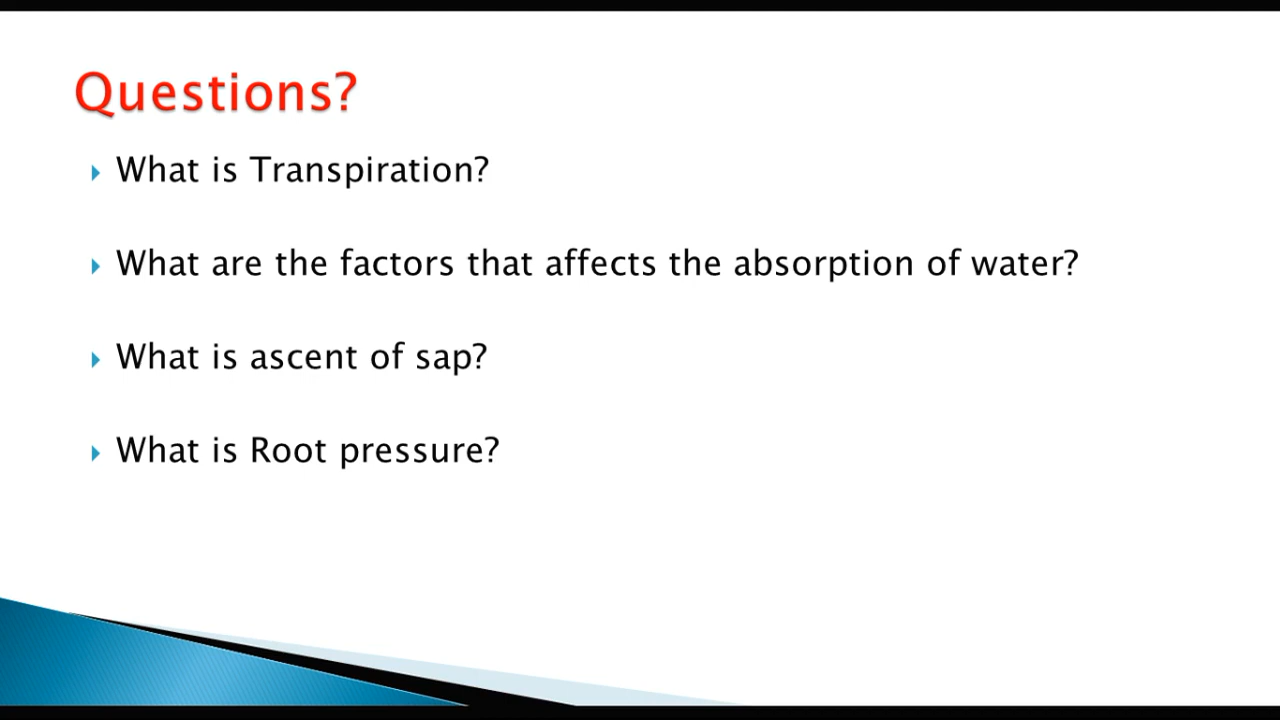 Questions?
What is Transpiration?
What are the factors that affects the absorption of water?
What is ascent of sap?
What is Root pressure?